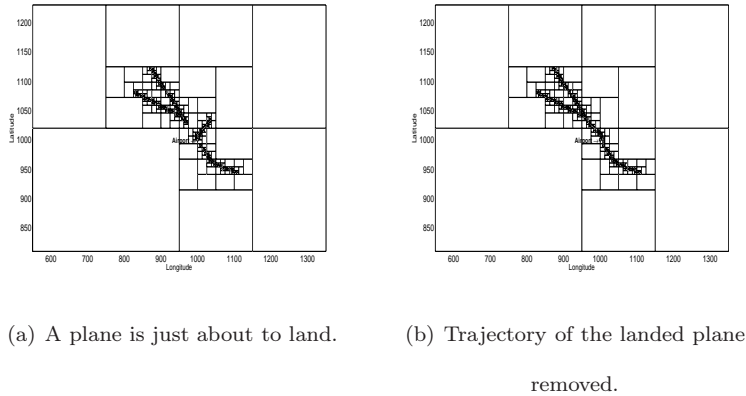 1200
1150
1100
1050
1000
950
900
850
Latitude
Airport
600 700 800 900 1000 1100 1200 1300
Longitude
1200
1150
1100
1050
1000
950
900
850
Latitude
Airport
600 700 800 900 1000 1100 1200 1300
Longitude
(a) A plane is just about to land.
(b) Trajectory of the landed plane
removed.